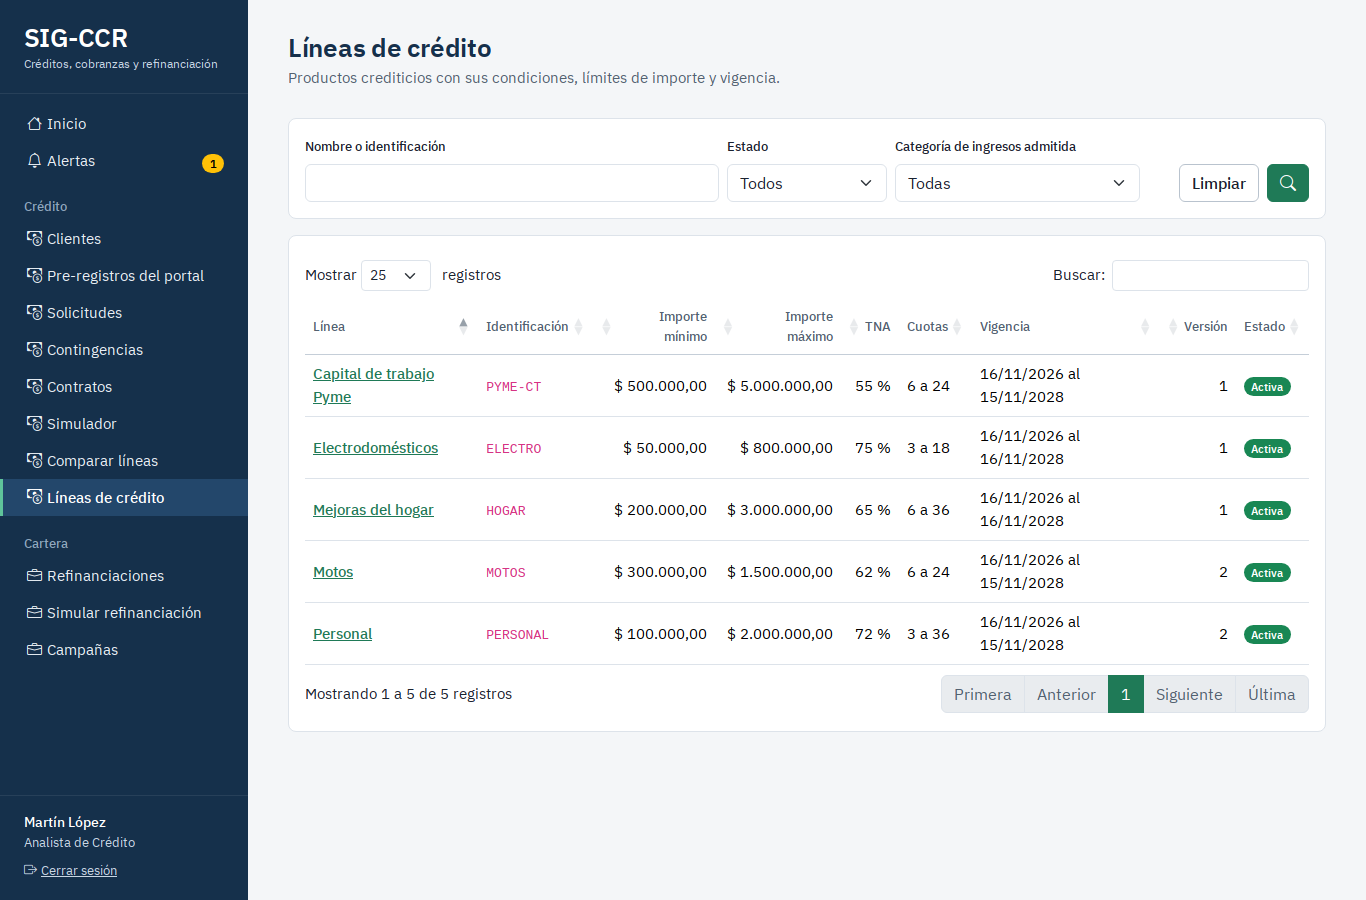 SIG-CCR
Créditos, cobranzas y refinanciación
Inicio
Alertas 1
Crédito
Clientes
Pre-registros del portal
Solicitudes
Contingencias
Contratos
Simulador
Comparar líneas
Líneas de crédito
Cartera
Refinanciaciones
Simular refinanciación
Campañas
Martín López
Analista de Crédito
Cerrar sesión
Líneas de crédito
Productos crediticios con sus condiciones, límites de importe y vigencia.
Nombre o identificación Estado Categoría de ingresos admitida
Todos Todas Limpiar
Mostrar 25 registros Buscar:
Línea Identificación Importe mínimo Importe máximo TNA Cuotas Vigencia Versión Estado
Capital de trabajo Pyme PYME-CT $ 500.000,00 $ 5.000.000,00 55 % 6 a 24 16/11/2026 al 15/11/2028 1 Activa
Electrodomésticos ELECTRO $ 50.000,00 $ 800.000,00 75 % 3 a 18 16/11/2026 al 16/11/2028 1 Activa
Mejoras del hogar HOGAR $ 200.000,00 $ 3.000.000,00 65 % 6 a 36 16/11/2026 al 16/11/2028 1 Activa
Motos MOTOS $ 300.000,00 $ 1.500.000,00 62 % 6 a 24 16/11/2026 al 15/11/2028 2 Activa
Personal PERSONAL $ 100.000,00 $ 2.000.000,00 72 % 3 a 36 16/11/2026 al 15/11/2028 2 Activa
Mostrando 1 a 5 de 5 registros Primera Anterior 1 Siguiente Última